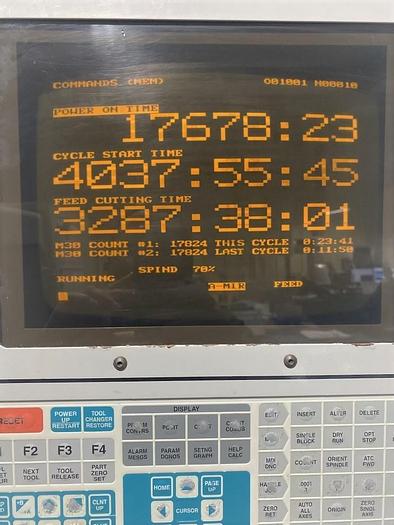 COMMANDS (MEM) O01001 N00010
POWER ON TIME
17678:23
CYCLE START TIME
4037:55:45
FEED CUTTING TIME
3287:38:01
M30 COUNT #1: 17824 THIS CYCLE 0:23:41
M30 COUNT #2: 17824 LAST CYCLE 0:11:50
SPIND 70%
RUNNING
A-MIR FEED
RESET
POWER UP RESTART
TOOL CHANGER RESTORE
DISPLAY
PRGRM CONVRS
POSIT
ALARM MESGS
PARAM DGNOS
SETNG GRAPH
HELP CALC
F2
F3
F4
NEXT TOOL
TOOL RELEASE
PART ZERO SET
HOME
PAGE UP
CURSOR
CLNT UP
EDIT
INSERT
ALTER
DELETE
SINGLE BLOCK
DRY RUN
OPT STOP
MDI DNC
COOLNT
ORIENT SPINDLE
ATC FWD
HANDLE JOG
.0001
ZERO RET
AUTO ALL AXES
ORIGIN
ZERO SINGL AXIS